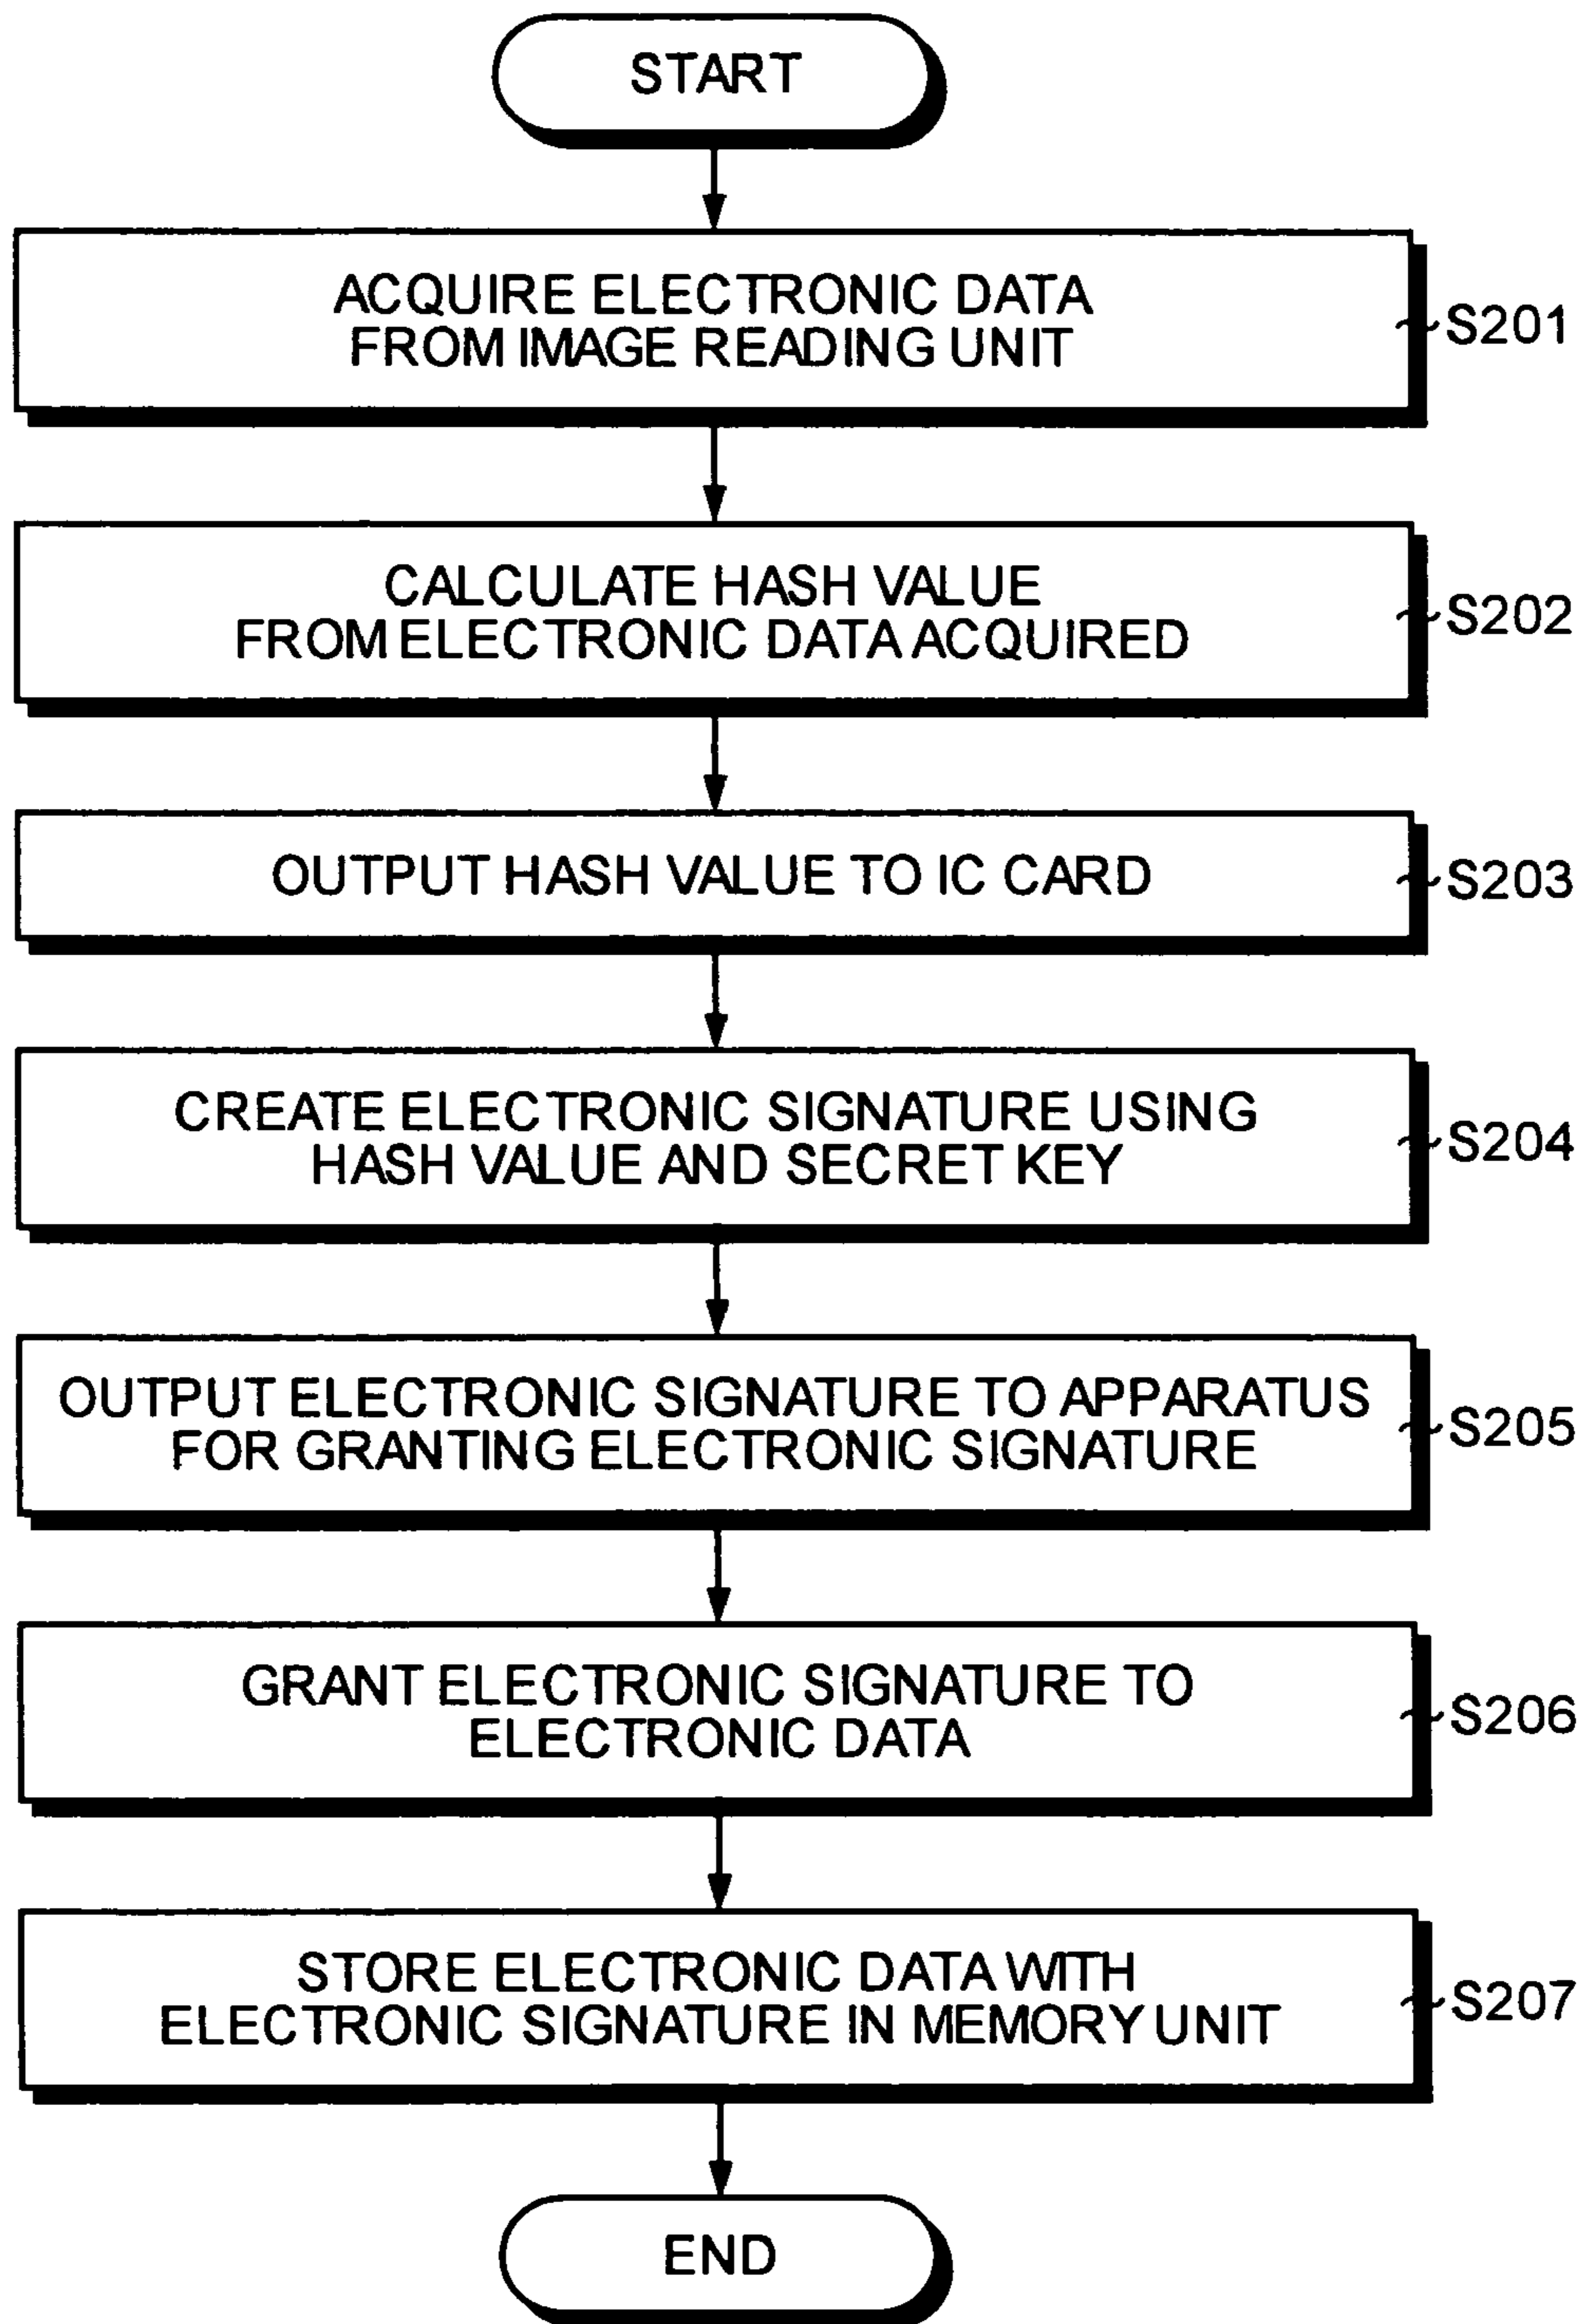 START
ACQUIRE ELECTRONIC DATA
FROM IMAGE READING UNIT
S201
CALCULATE HASH VALUE
FROM ELECTRONIC DATA ACQUIRED
S202
OUTPUT HASH VALUE TO IC CARD
S203
CREATE ELECTRONIC SIGNATURE USING
HASH VALUE AND SECRET KEY
S204
OUTPUT ELECTRONIC SIGNATURE TO APPARATUS
FOR GRANTING ELECTRONIC SIGNATURE
S205
GRANT ELECTRONIC SIGNATURE TO
ELECTRONIC DATA
S206
STORE ELECTRONIC DATA WITH
ELECTRONIC SIGNATURE IN MEMORY UNIT
S207
END